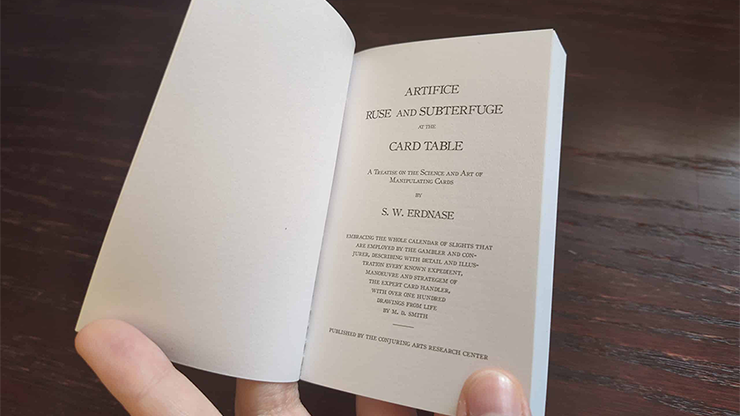 ARTIFICE
RUSE AND SUBTERFUGE
AT THE
CARD TABLE
A TREATISE ON THE SCIENCE AND ART OF
MANIPULATING CARDS
BY
S. W. ERDNASE
EMBRACING THE WHOLE CALENDAR OF SLIGHTS THAT
ARE EMPLOYED BY THE GAMBLER AND CON-
JURER, DESCRIBING WITH DETAIL AND ILLUS-
TRATION EVERY KNOWN EXPEDIENT,
MANOEUVRE AND STRATEGEM OF
THE EXPERT CARD HANDLER,
WITH OVER ONE HUNDRED
DRAWINGS FROM LIFE
BY M. D. SMITH
PUBLISHED BY THE CONJURING ARTS RESEARCH CENTER